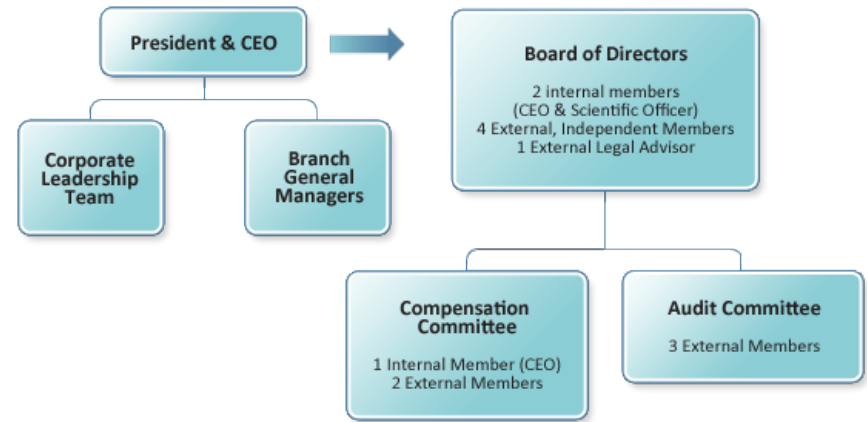 President & CEO
Corporate
Leadership
Team
Branch
General
Managers
Board of Directors
2 internal members
(CEO & Scientific Officer)
4 External, Independent Members
1 External Legal Advisor
Compensation
Committee
1 Internal Member (CEO)
2 External Members
Audit Committee
3 External Members